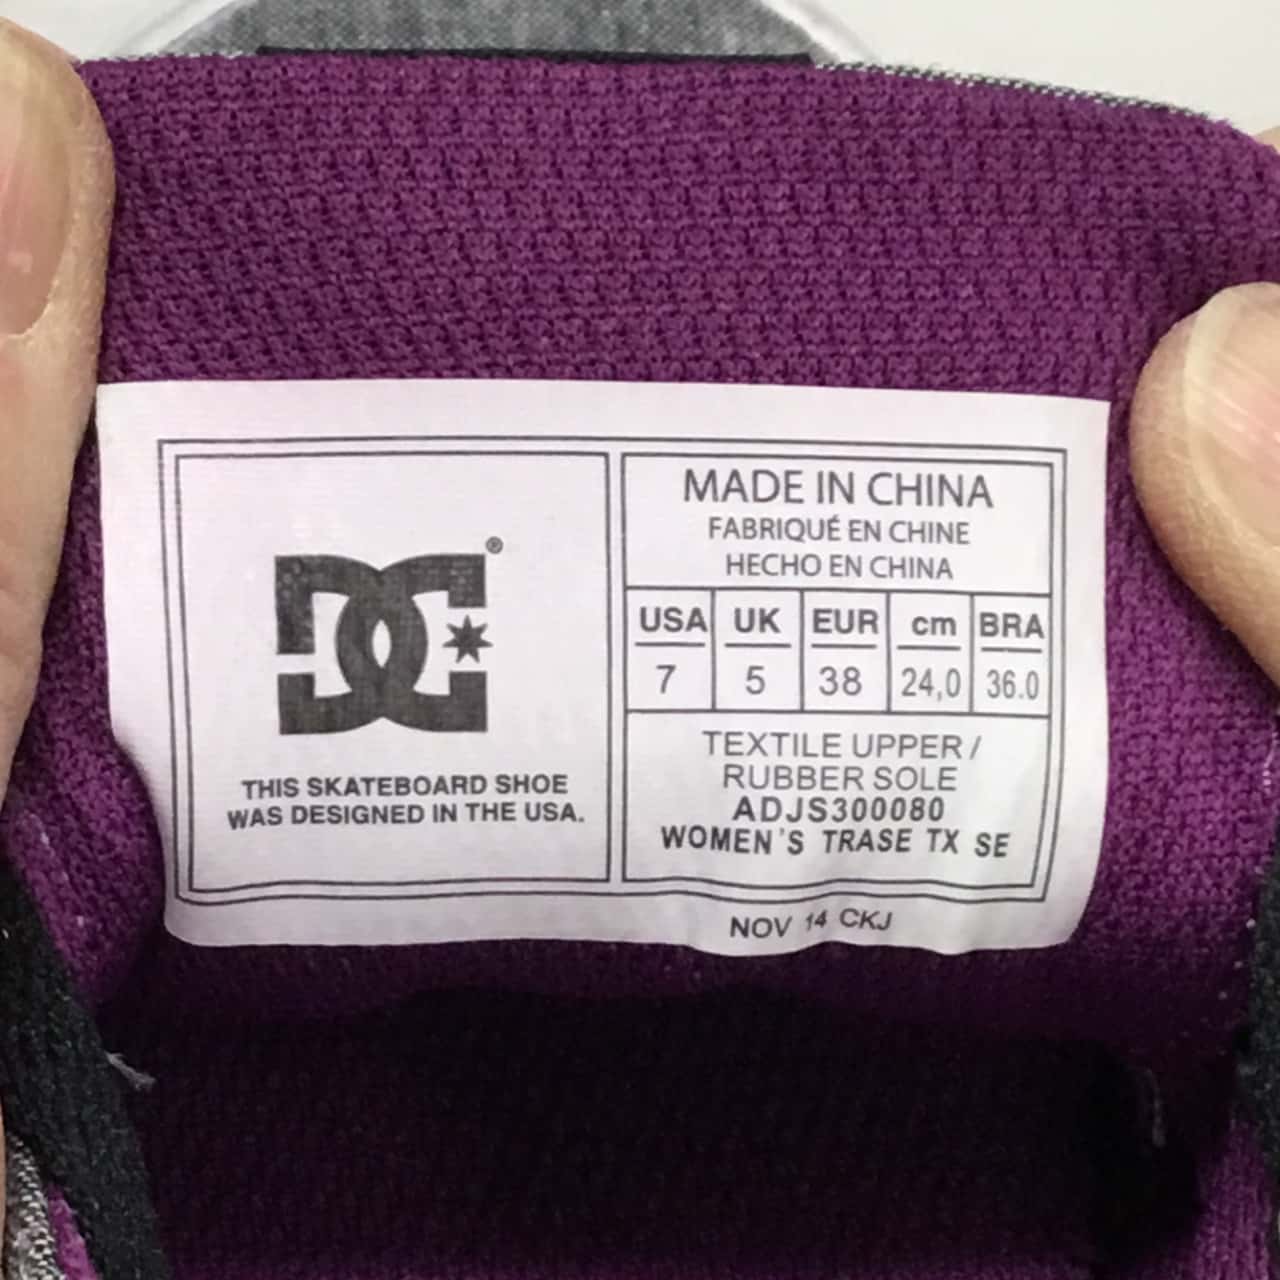 DC®
THIS SKATEBOARD SHOE
WAS DESIGNED IN THE USA.
MADE IN CHINA
FABRIQUÉ EN CHINE
HECHO EN CHINA
USA UK EUR cm BRA
7 5 38 24,0 36.0
TEXTILE UPPER /
RUBBER SOLE
ADJS300080
WOMEN'S TRASE TX SE
NOV 14 CKJ